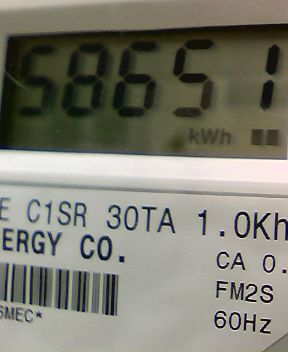 58651
kWh
E C1SR 30TA 1.0Kh
ERGY CO.
CA 0.
FM2S
SMEC*
60Hz